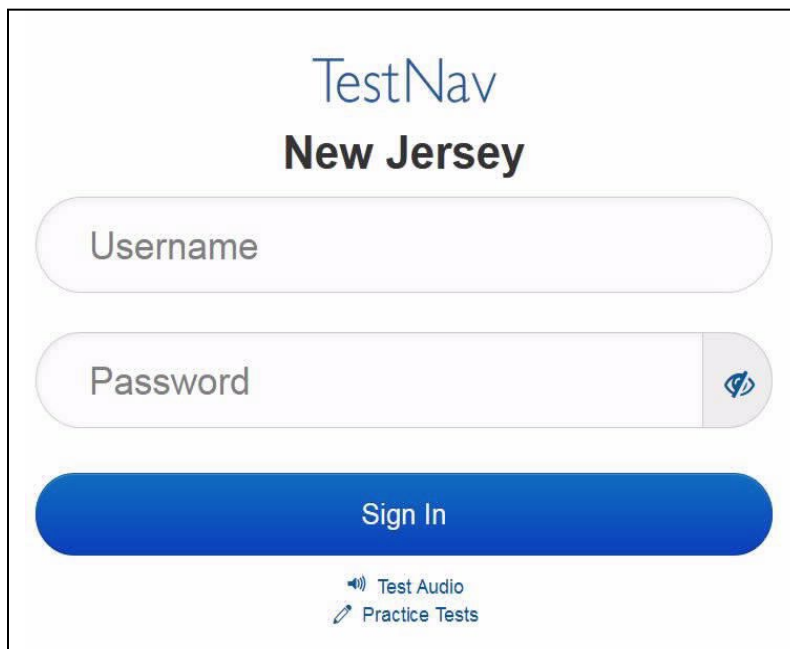 TestNav
New Jersey
Username
Password
Sign In
Test Audio
Practice Tests